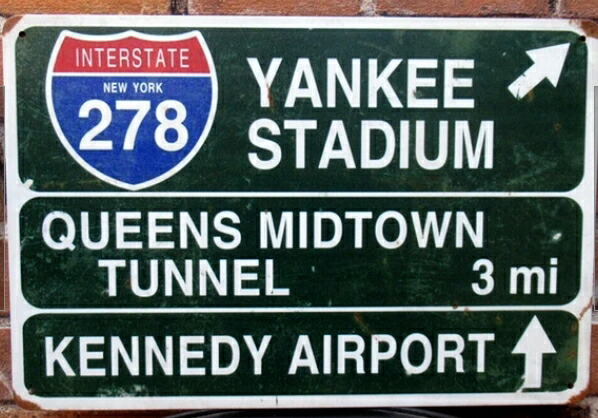 INTERSTATE
NEW YORK
278
YANKEE
STADIUM
QUEENS MIDTOWN
TUNNEL 3 mi
KENNEDY AIRPORT